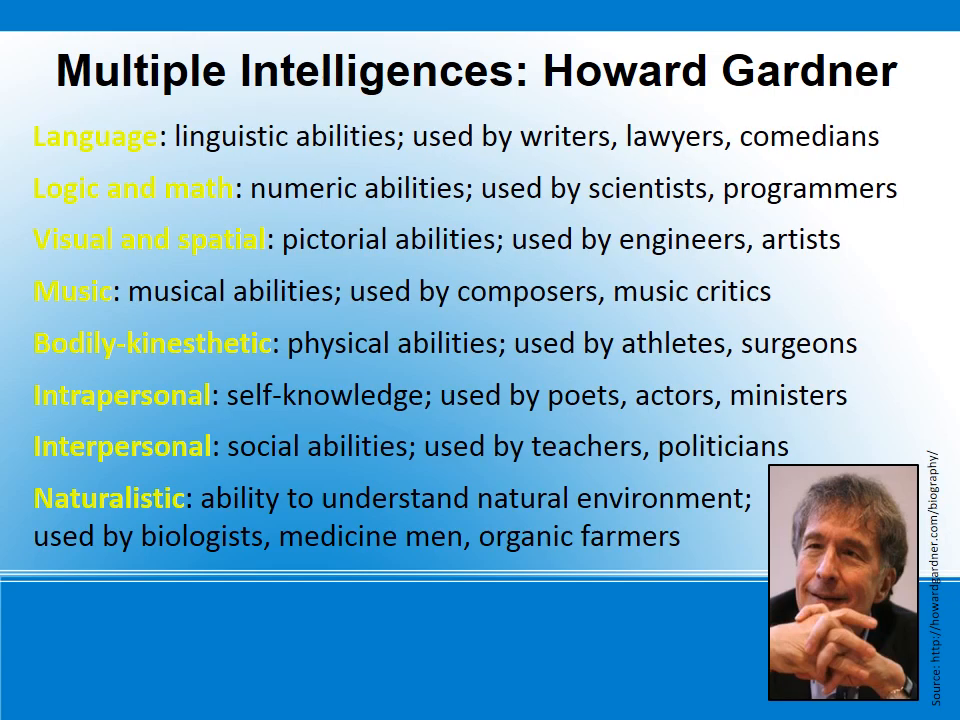 Multiple Intelligences: Howard Gardner
Language: linguistic abilities; used by writers, lawyers, comedians
Logic and math: numeric abilities; used by scientists, programmers
Visual and spatial: pictorial abilities; used by engineers, artists
Music: musical abilities; used by composers, music critics
Bodily-kinesthetic: physical abilities; used by athletes, surgeons
Intrapersonal: self-knowledge; used by poets, actors, ministers
Interpersonal: social abilities; used by teachers, politicians
Naturalistic: ability to understand natural environment;
used by biologists, medicine men, organic farmers
Source: http://howardgardner.com/biography/